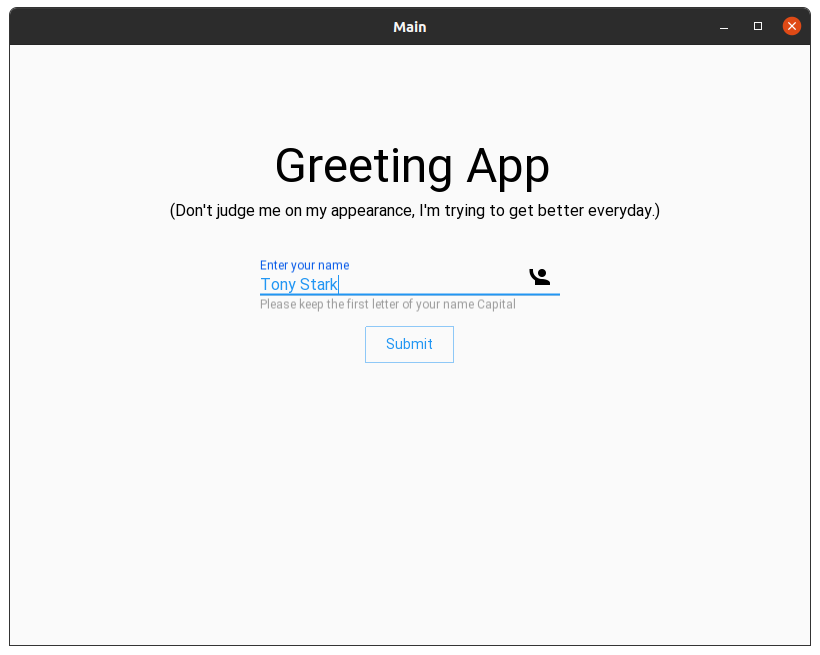 Main
Greeting App
(Don't judge me on my appearance, I'm trying to get better everyday.)
Enter your name
Tony Stark
Please keep the first letter of your name Capital
Submit